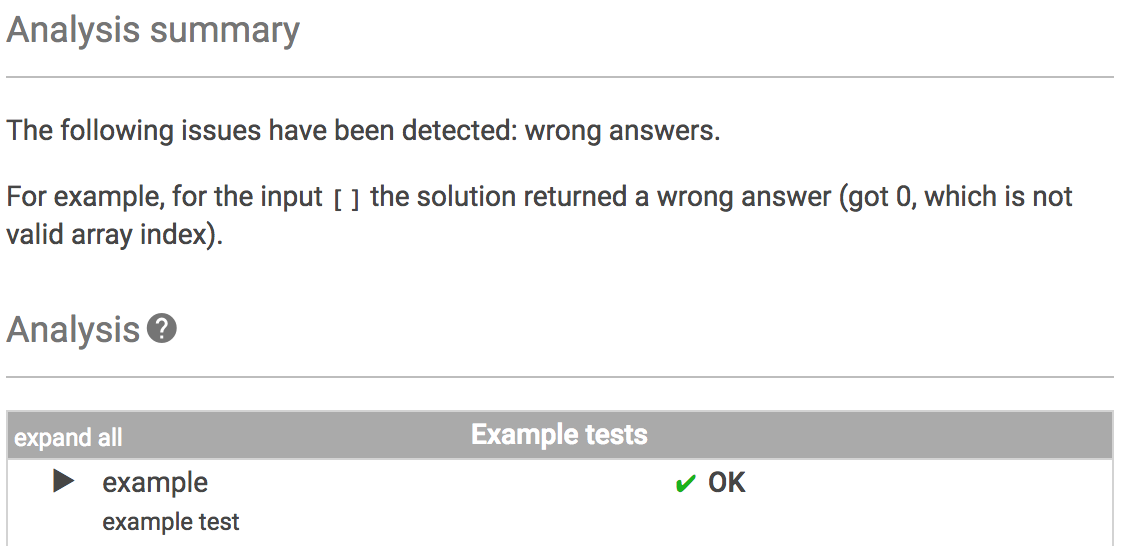 Analysis summary
The following issues have been detected: wrong answers.
For example, for the input [] the solution returned a wrong answer (got 0, which is not
valid array index).
Analysis ?
expand all Example tests
example ✔ OK
example test